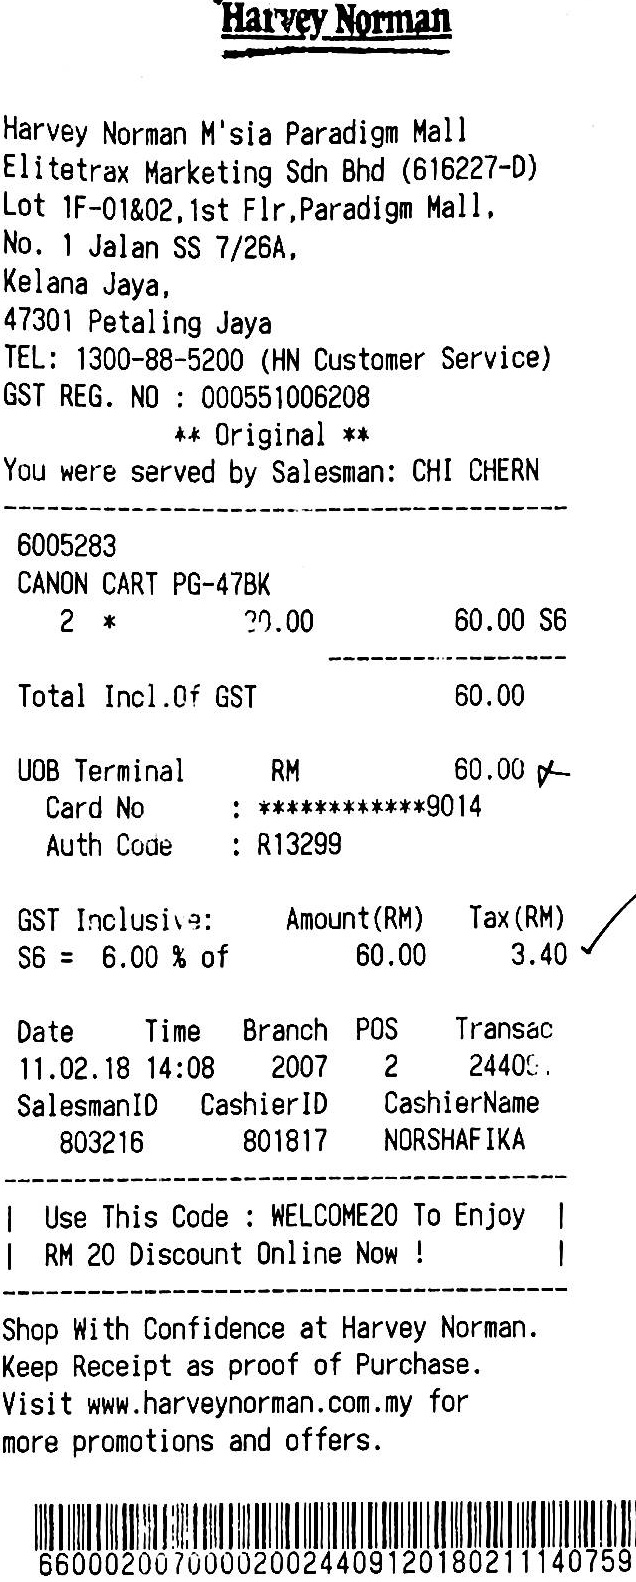 Harvey Norman
Harvey Norman M'sia Paradigm Mall
Elitetrax Marketing Sdn Bhd (616227-D)
Lot 1F-01&02,1st Flr,Paradigm Mall,
No. 1 Jalan SS 7/26A,
Kelana Jaya,
47301 Petaling Jaya
TEL: 1300-88-5200 (HN Customer Service)
GST REG. NO : 000551006208
** Original **
You were served by Salesman: CHI CHERN
6005283
CANON CART PG-47BK
2 * 60.00 S6
Total Incl.Of GST 60.00
UOB Terminal RM 60.00
Card No : ************9014
Auth Code : R13299
GST Inclusive: Amount(RM) Tax(RM)
S6 = 6.00 % of 60.00 3.40
Date Time Branch POS Transac
11.02.18 14:08 2007 2
SalesmanID CashierID CashierName
803216 801817 NORSHAFIKA
| Use This Code : WELCOME20 To Enjoy |
| RM 20 Discount Online Now ! |
Shop With Confidence at Harvey Norman.
Keep Receipt as proof of Purchase.
Visit www.harveynorman.com.my for
more promotions and offers.
660002007000020024409120180211140759